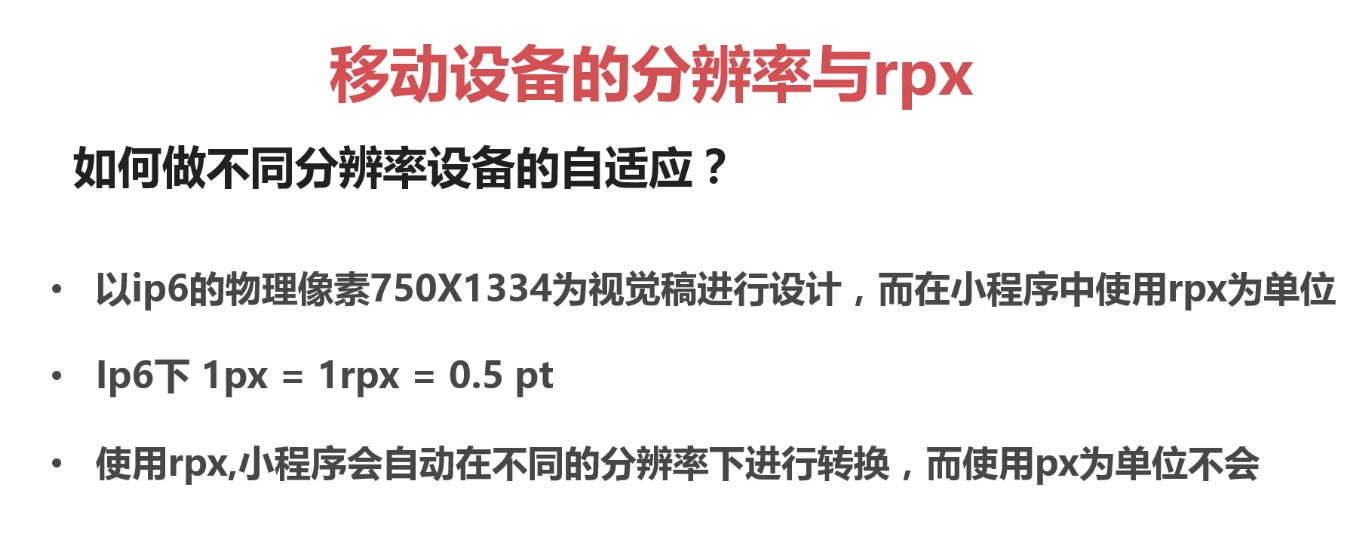 移动设备的分辨率与rpx
如何做不同分辨率设备的自适应？
• 以ip6的物理像素750X1334为视觉稿进行设计，而在小程序中使用rpx为单位
• Ip6下 1px = 1rpx = 0.5 pt
• 使用rpx,小程序会自动在不同的分辨率下进行转换，而使用px为单位不会